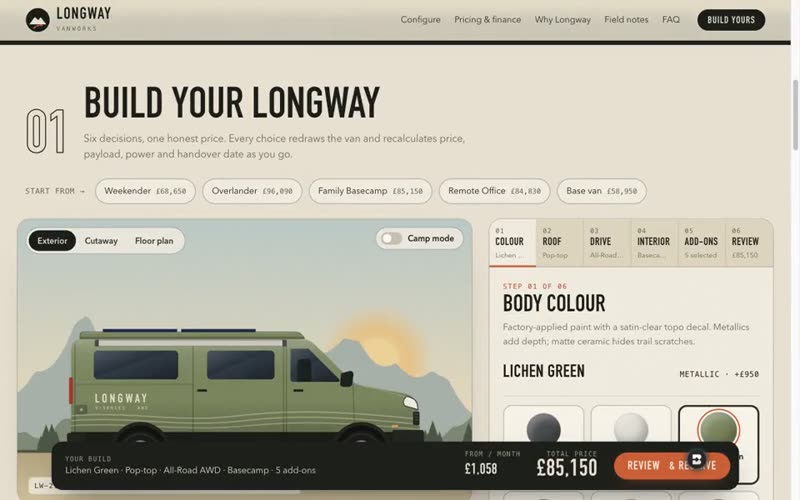 LONGWAY
VANWORKS
Configure
Pricing & finance
Why Longway
Field notes
FAQ
BUILD YOURS
01
BUILD YOUR LONGWAY
Six decisions, one honest price. Every choice redraws the van and recalculates price,
payload, power and handover date as you go.
START FROM →
Weekender £68,650
Overlander £96,090
Family Basecamp £85,150
Remote Office £84,830
Base van £58,950
Exterior
Cutaway
Floor plan
Camp mode
LONGWAY
01
COLOUR
Lichen ...
02
ROOF
Pop-top
03
DRIVE
All-Road...
04
INTERIOR
Baseca...
05
ADD-ONS
5 selected
06
REVIEW
£85,150
STEP 01 OF 06
BODY COLOUR
Factory-applied paint with a satin-clear topo decal. Metallics
add depth; matte ceramic hides trail scratches.
LICHEN GREEN
METALLIC · +£950
YOUR BUILD
Lichen Green · Pop-top · All-Road AWD · Basecamp · 5 add-ons
FROM / MONTH
£1,058
TOTAL PRICE
£85,150
REVIEW &